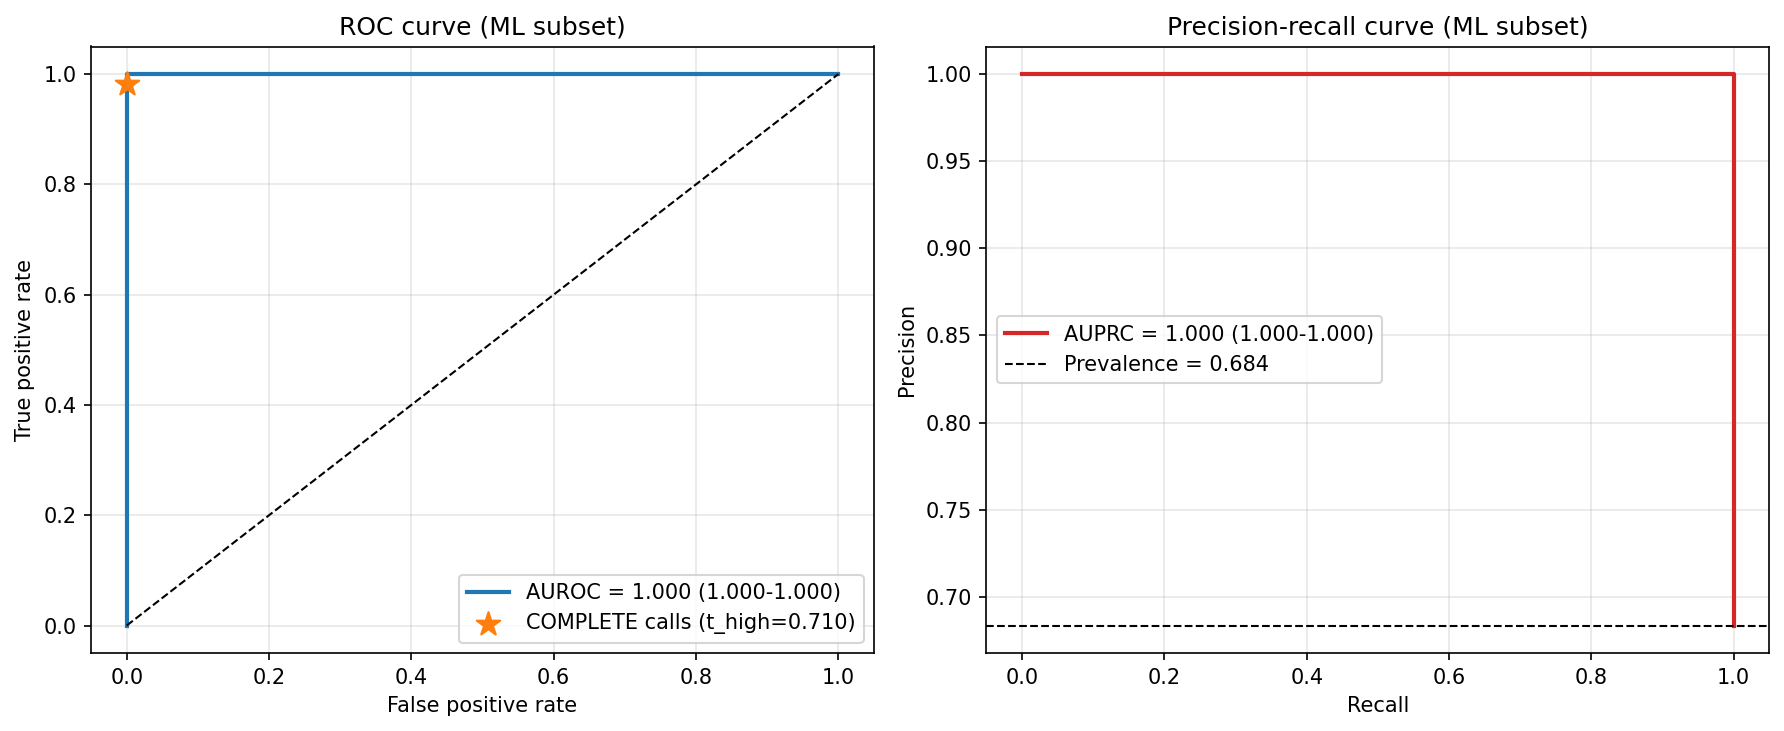 ROC curve (ML subset)
True positive rate
1.0
0.8
0.6
0.4
0.2
0.0
0.0 0.2 0.4 0.6 0.8 1.0
False positive rate
AUROC = 1.000 (1.000-1.000)
COMPLETE calls (t_high=0.710)
Precision-recall curve (ML subset)
Precision
1.00
0.95
0.90
0.85
0.80
0.75
0.70
0.0 0.2 0.4 0.6 0.8 1.0
Recall
AUPRC = 1.000 (1.000-1.000)
Prevalence = 0.684